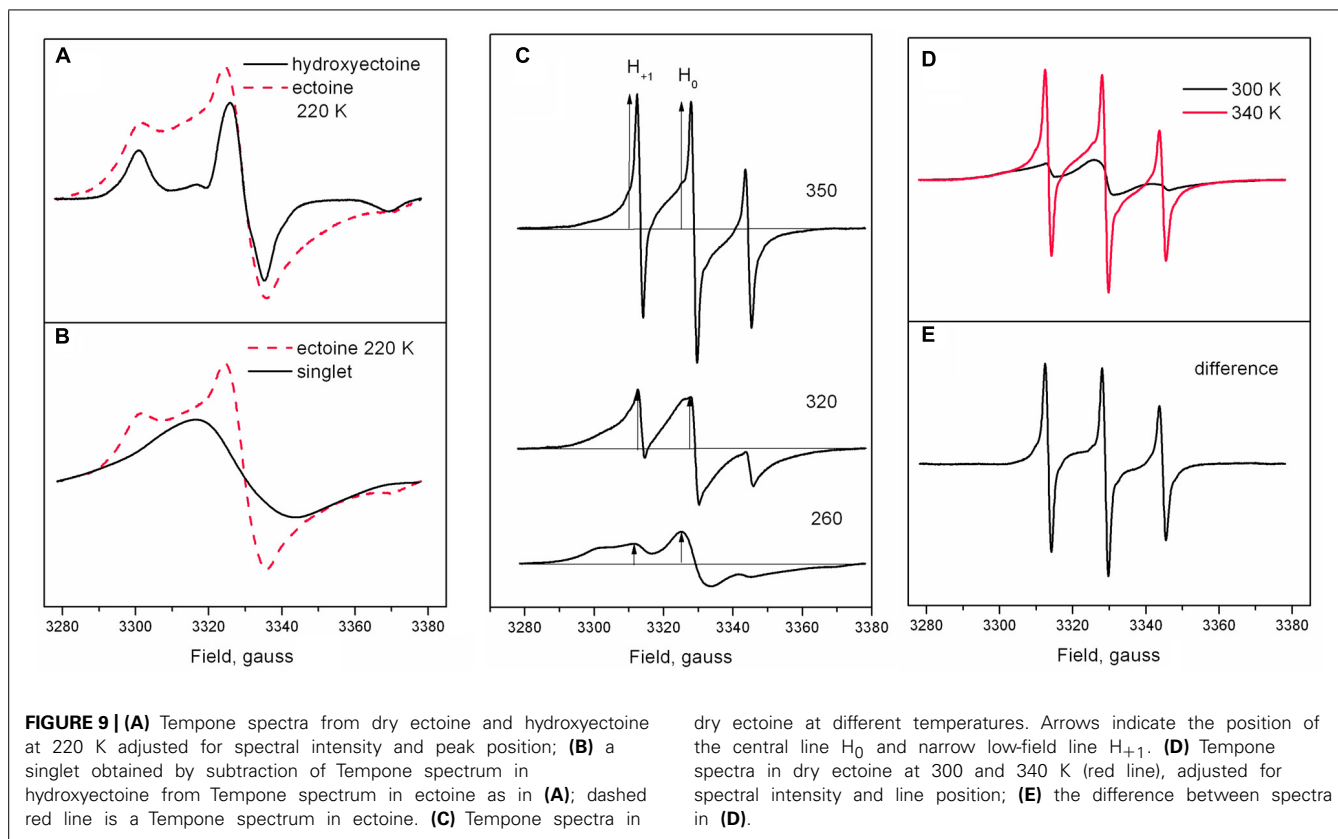 A
hydroxyectoine
ectoine
220 K
B
ectoine 220 K
singlet
3280 3300 3320 3340 3360 3380
Field, gauss
C
H+1 H0
350
320
260
3280 3300 3320 3340 3360 3380
Field, gauss
D
300 K
340 K
E
difference
3280 3300 3320 3340 3360 3380
Field, gauss
FIGURE 9 | (A) Tempone spectra from dry ectoine and hydroxyectoine
at 220 K adjusted for spectral intensity and peak position; (B) a
singlet obtained by subtraction of Tempone spectrum in
hydroxyectoine from Tempone spectrum in ectoine as in (A); dashed
red line is a Tempone spectrum in ectoine. (C) Tempone spectra in
dry ectoine at different temperatures. Arrows indicate the position of
the central line H0 and narrow low-field line H+1. (D) Tempone
spectra in dry ectoine at 300 and 340 K (red line), adjusted for
spectral intensity and line position; (E) the difference between spectra
in (D).